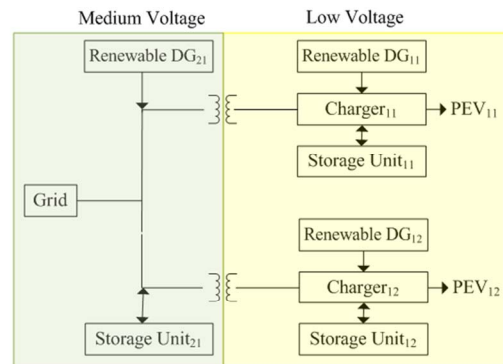 Medium Voltage
Low Voltage
Renewable DG₂₁
Renewable DG₁₁
Charger₁₁
PEV₁₁
Storage Unit₁₁
Grid
Renewable DG₁₂
Charger₁₂
PEV₁₂
Storage Unit₂₁
Storage Unit₁₂